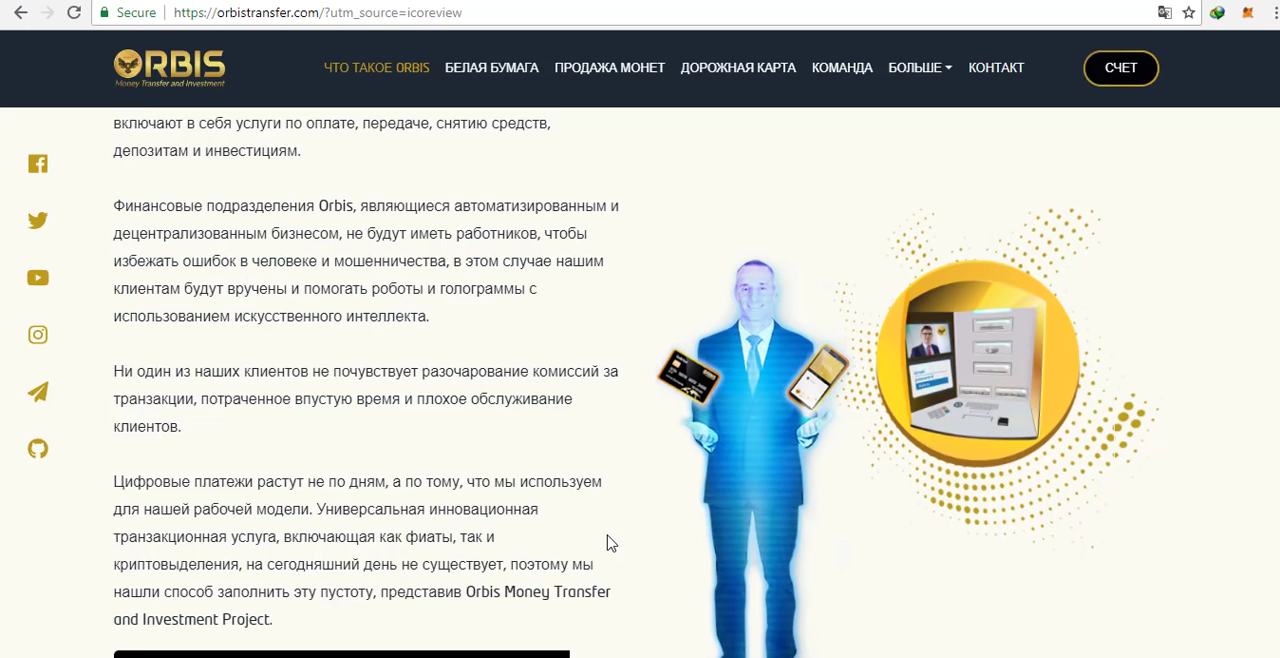 Secure
https://orbistransfer.com/?utm_source=icoreview
ORBIS
Money Transfer and Investment
ЧТО ТАКОЕ ORBIS
БЕЛАЯ БУМАГА
ПРОДАЖА МОНЕТ
ДОРОЖНАЯ КАРТА
КОМАНДА
БОЛЬШЕ
КОНТАКТ
СЧЕТ
включают в себя услуги по оплате, передаче, снятию средств,
депозитам и инвестициям.
Финансовые подразделения Orbis, являющиеся автоматизированным и
децентрализованным бизнесом, не будут иметь работников, чтобы
избежать ошибок в человеке и мошенничества, в этом случае нашим
клиентам будут вручены и помогать роботы и голограммы с
использованием искусственного интеллекта.
Ни один из наших клиентов не почувствует разочарование комиссий за
транзакции, потраченное впустую время и плохое обслуживание
клиентов.
Цифровые платежи растут не по дням, а по тому, что мы используем
для нашей рабочей модели. Универсальная инновационная
транзакционная услуга, включающая как фиаты, так и
криптовыделения, на сегодняшний день не существует, поэтому мы
нашли способ заполнить эту пустоту, представив Orbis Money Transfer
and Investment Project.